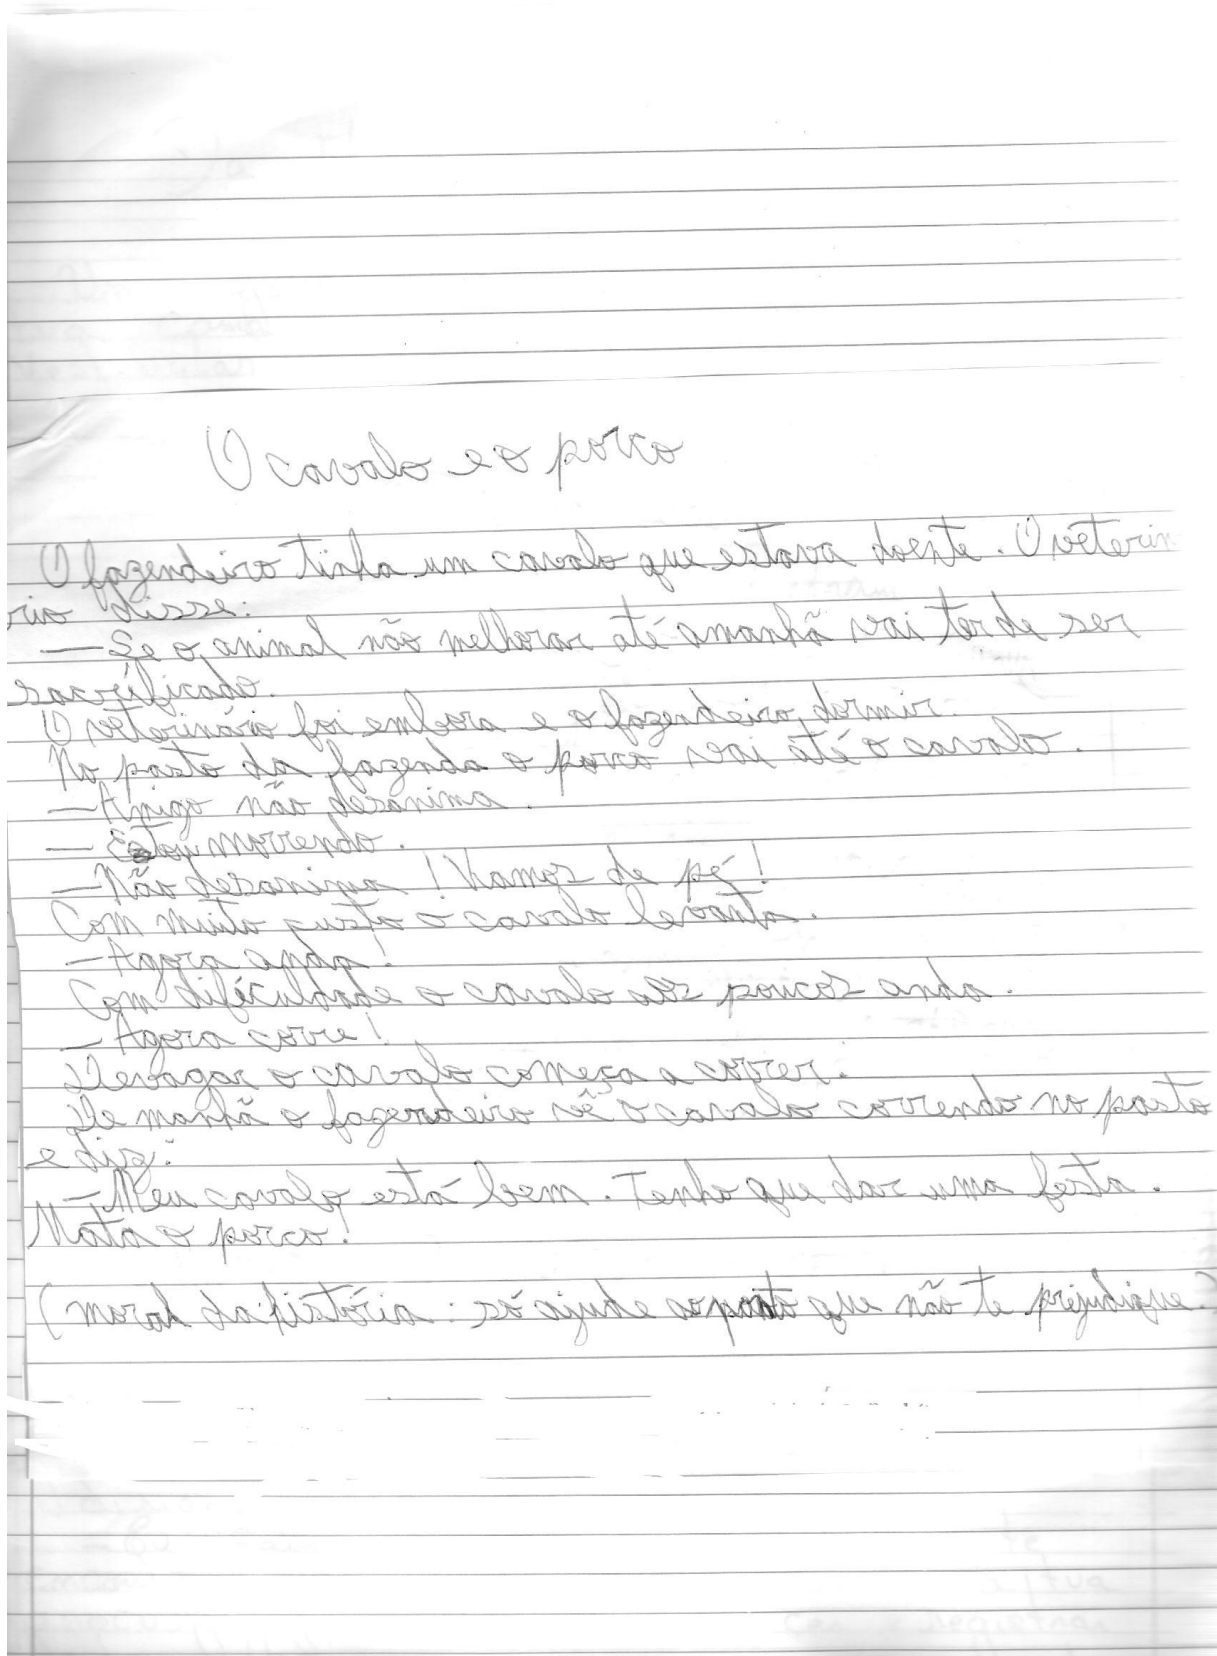 O cavalo e o porco
O fazendeiro tinha um cavalo que estava doente. O veterin
rio disse:
— Se o animal não melhorar até amanhã vai ter de ser
sacrificado.
O veterinário foi embora e o fazendeiro dormir.
No pasto da fazenda o porco vai até o cavalo.
— Amigo não desanima.
— Estou morrendo.
— Não desanima! Vamos de pé!
Com muito custo o cavalo levanta.
— Agora anda!
Com dificuldade o cavalo aos poucos anda.
— Agora corre!
Devagar o cavalo começa a correr.
De manhã o fazendeiro vê o cavalo correndo no pasto
e diz:
— Meu cavalo está bem. Tenho que dar uma festa.
Mata o porco!
(moral da história: só ajude que não te prejudique.)